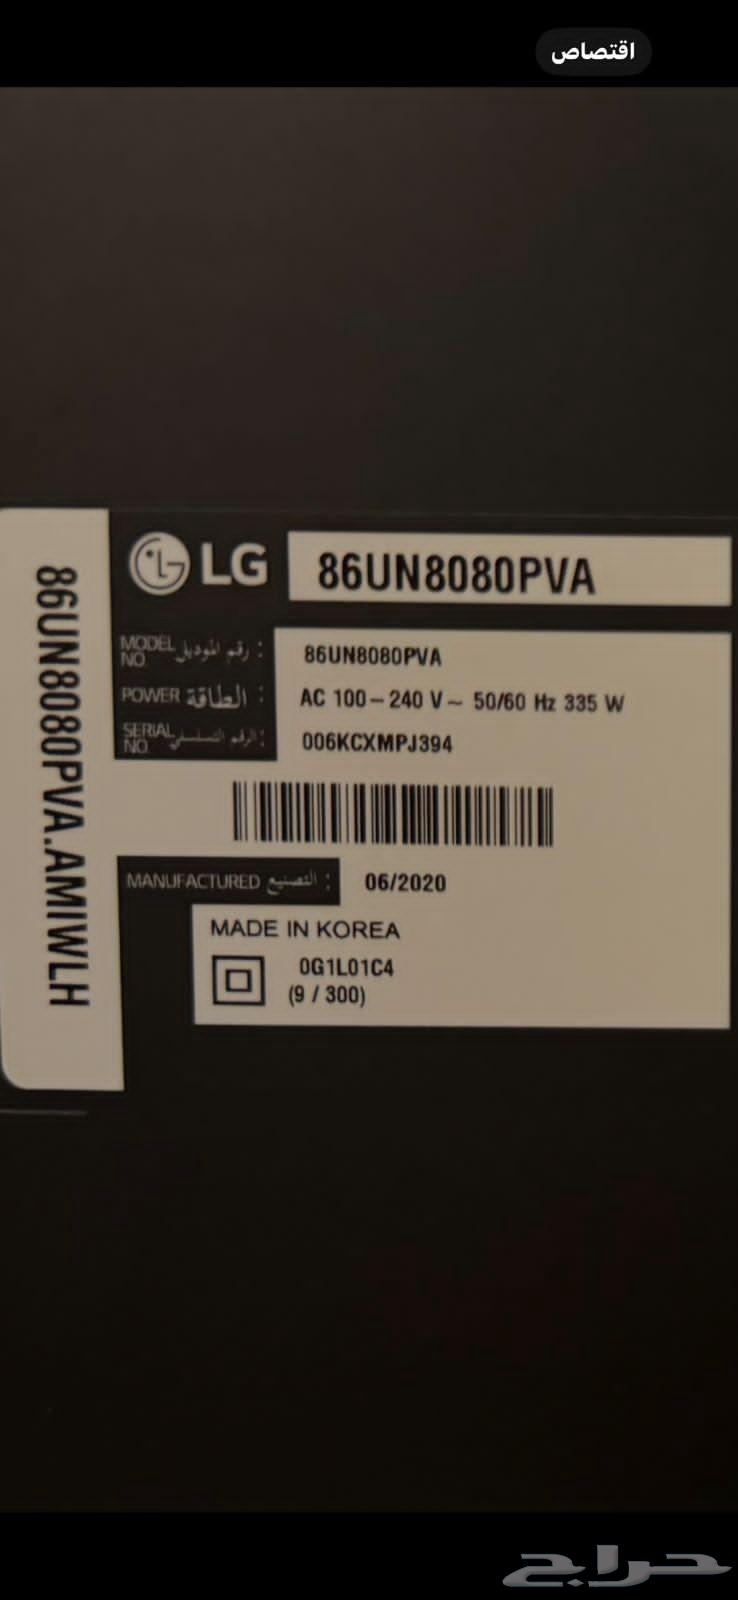 اقتصاص
LG 86UN8080PVA
MODEL NO رقم الموديل : 86UN8080PVA
POWER الطاقة : AC 100-240 V~ 50/60 Hz 335 W
SERIAL NO. الرقم التسلسلي : 006KCXMPJ394
MANUFACTURED التصنيع : 06/2020
MADE IN KOREA
0G1L01C4
(9 / 300)
86UN8080PVA.AMIWLH
حراج